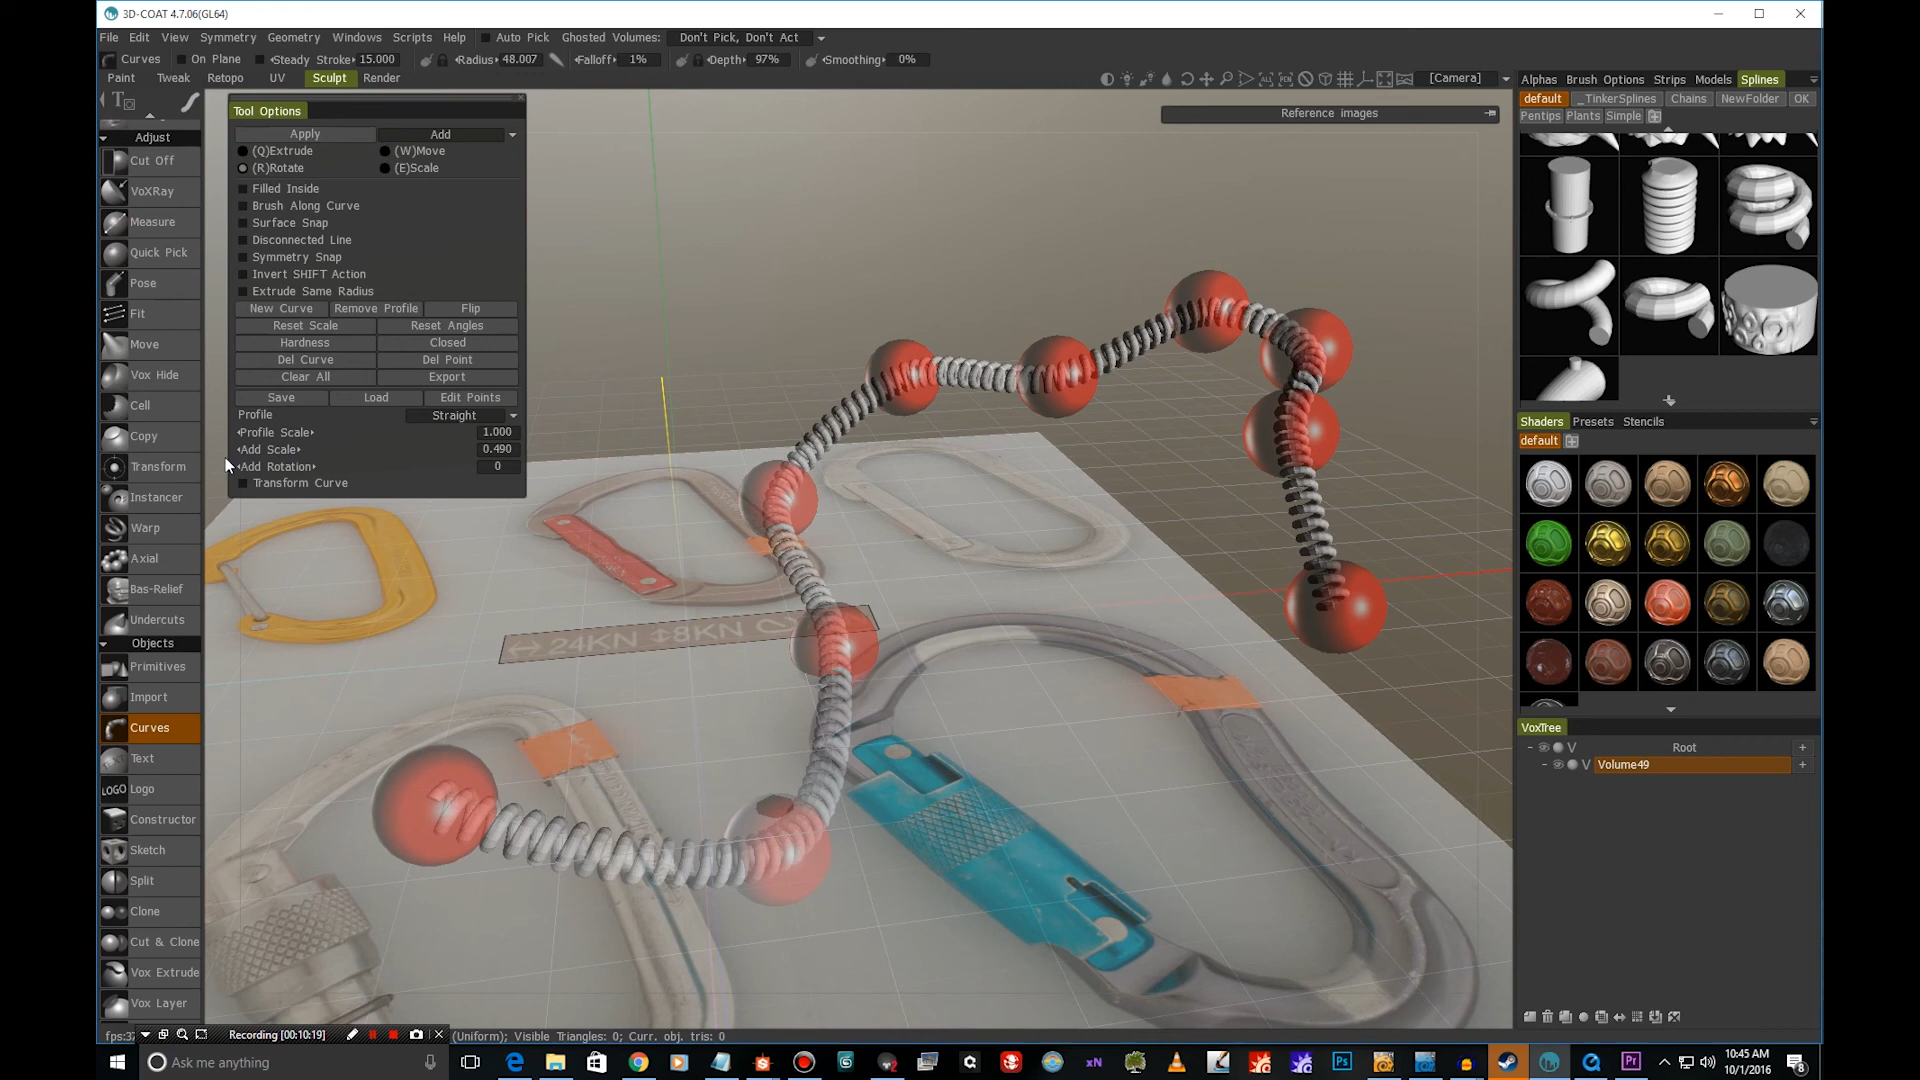 3D-COAT 4.7.06(GL64)
File Edit View Symmetry Geometry Windows Scripts Help Auto Pick Ghosted Volumes: Don't Pick, Don't Act
Curves On Plane Steady Stroke 15.000 Radius 48.007 Falloff 1% Depth 97% Smoothing 0%
Paint Tweak Retopo UV Sculpt Render [Camera]
Alphas Brush Options Strips Models Splines
default _TinkerSplines Chains NewFolder OK
Pentips Plants Simple
Reference images
Tool Options
Apply Add
(Q)Extrude (W)Move
(R)Rotate (E)Scale
Filled Inside
Brush Along Curve
Surface Snap
Disconnected Line
Symmetry Snap
Invert SHIFT Action
Extrude Same Radius
New Curve Remove Profile Flip
Reset Scale Reset Angles
Hardness Closed
Del Curve Del Point
Clear All Export
Save Load Edit Points
Profile Straight
Profile Scale 1.000
Add Scale 0.490
Add Rotation 0
Transform Curve
Adjust
Cut Off
VoXRay
Measure
Quick Pick
Pose
Fit
Move
Vox Hide
Cell
Copy
Transform
Instancer
Warp
Axial
Bas-Relief
Undercuts
Objects
Primitives
Import
Curves
Text
LOGO Logo
Constructor
Sketch
Split
Clone
Cut & Clone
Vox Extrude
Vox Layer
24KN 8KN
Shaders Presets Stencils
default
VoxTree
V Root +
V Volume49 +
fps:37
Recording [00:10:19]
(Uniform); Visible Triangles: 0; Curr. obj. tris: 0
Ask me anything
xN
Ps
Pr
10:45 AM
10/1/2016
8